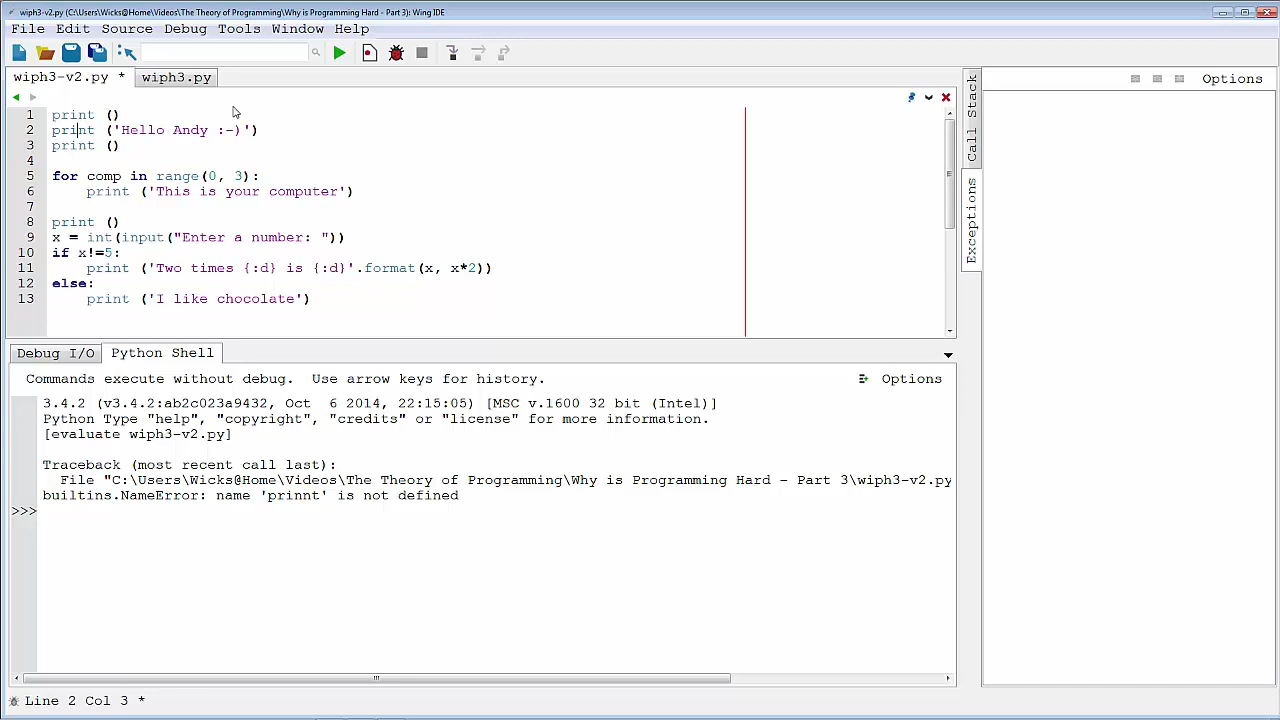 wiph3-v2.py (C:\Users\Wicks@Home\Videos\The Theory of Programming\Why is Programming Hard - Part 3): Wing IDE
File Edit Source Debug Tools Window Help
wiph3-v2.py * wiph3.py
Options
1 print ()
2 print ('Hello Andy :-)')
3 print ()
4
5 for comp in range(0, 3):
6 print ('This is your computer')
7
8 print ()
9 x = int(input("Enter a number: "))
10 if x!=5:
11 print ('Two times {:d} is {:d}'.format(x, x*2))
12 else:
13 print ('I like chocolate')
Call Stack
Exceptions
Debug I/O Python Shell
Commands execute without debug. Use arrow keys for history.
Options
3.4.2 (v3.4.2:ab2c023a9432, Oct 6 2014, 22:15:05) [MSC v.1600 32 bit (Intel)]
Python Type "help", "copyright", "credits" or "license" for more information.
[evaluate wiph3-v2.py]
Traceback (most recent call last):
File "C:\Users\Wicks@Home\Videos\The Theory of Programming\Why is Programming Hard - Part 3\wiph3-v2.py
builtins.NameError: name 'prinnt' is not defined
>>>
Line 2 Col 3 *